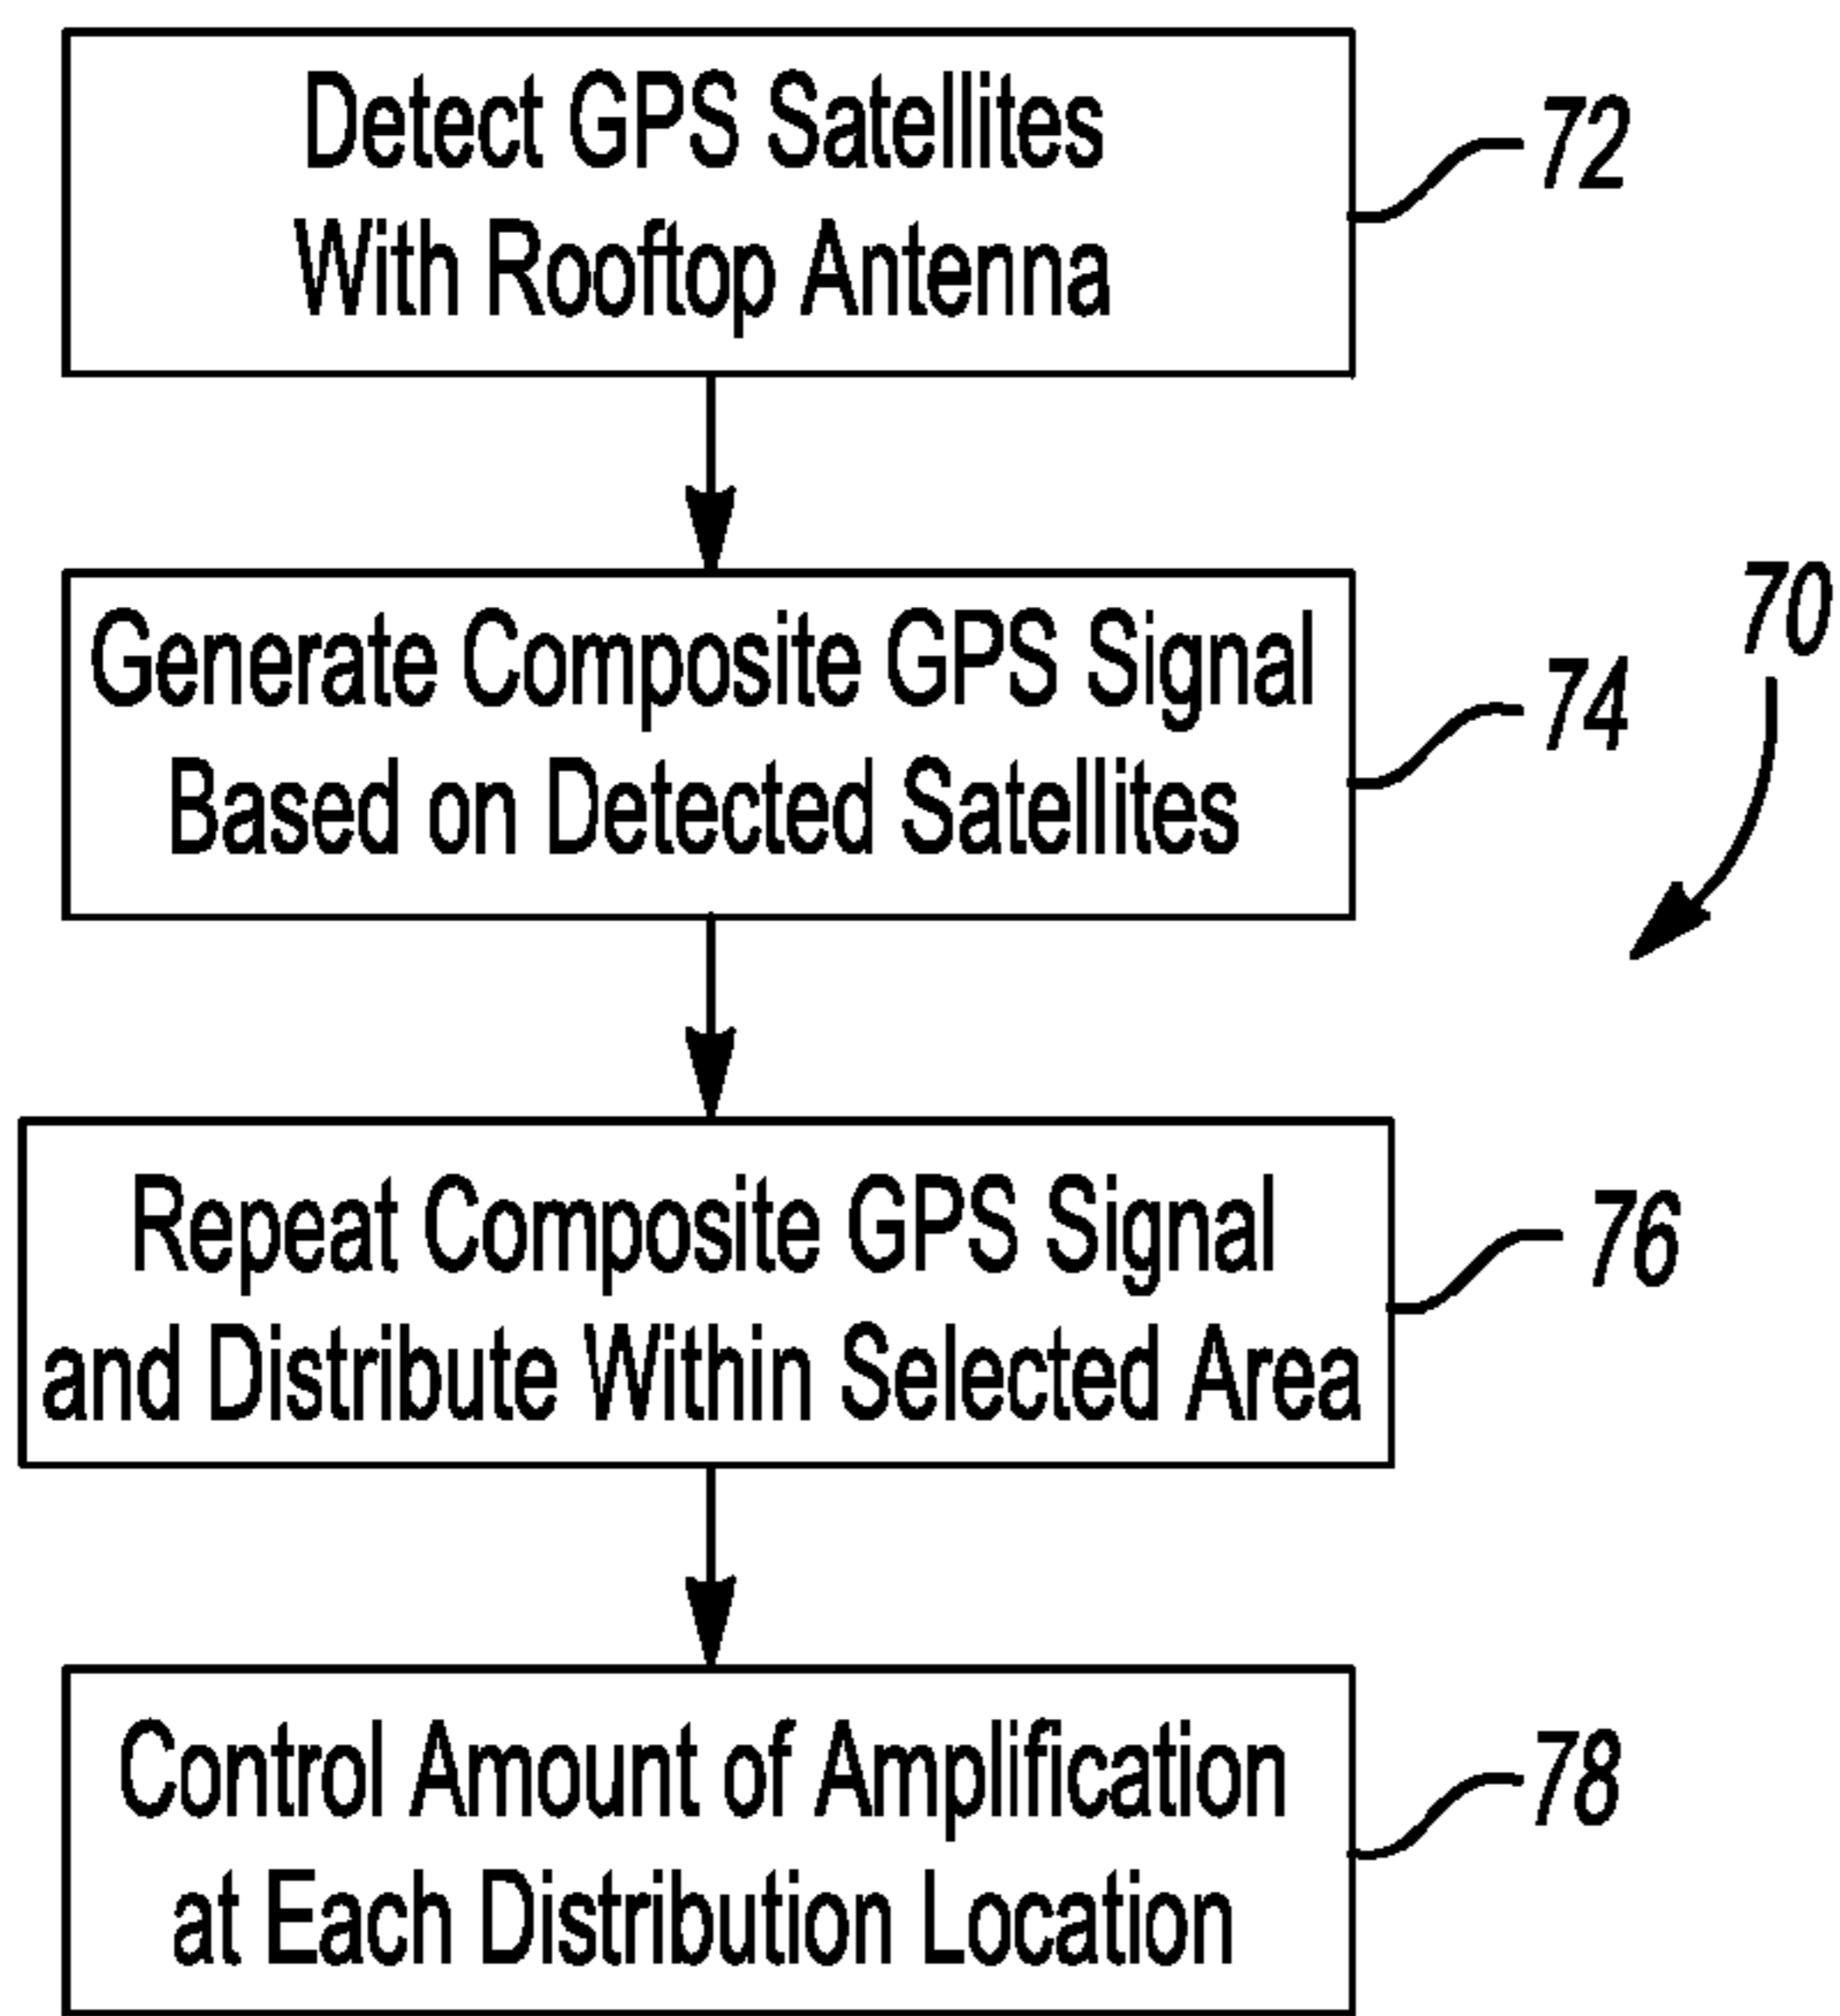 Detect GPS Satellites
With Rooftop Antenna
72
Generate Composite GPS Signal
Based on Detected Satellites
74
70
Repeat Composite GPS Signal
and Distribute Within Selected Area
76
Control Amount of Amplification
at Each Distribution Location
78